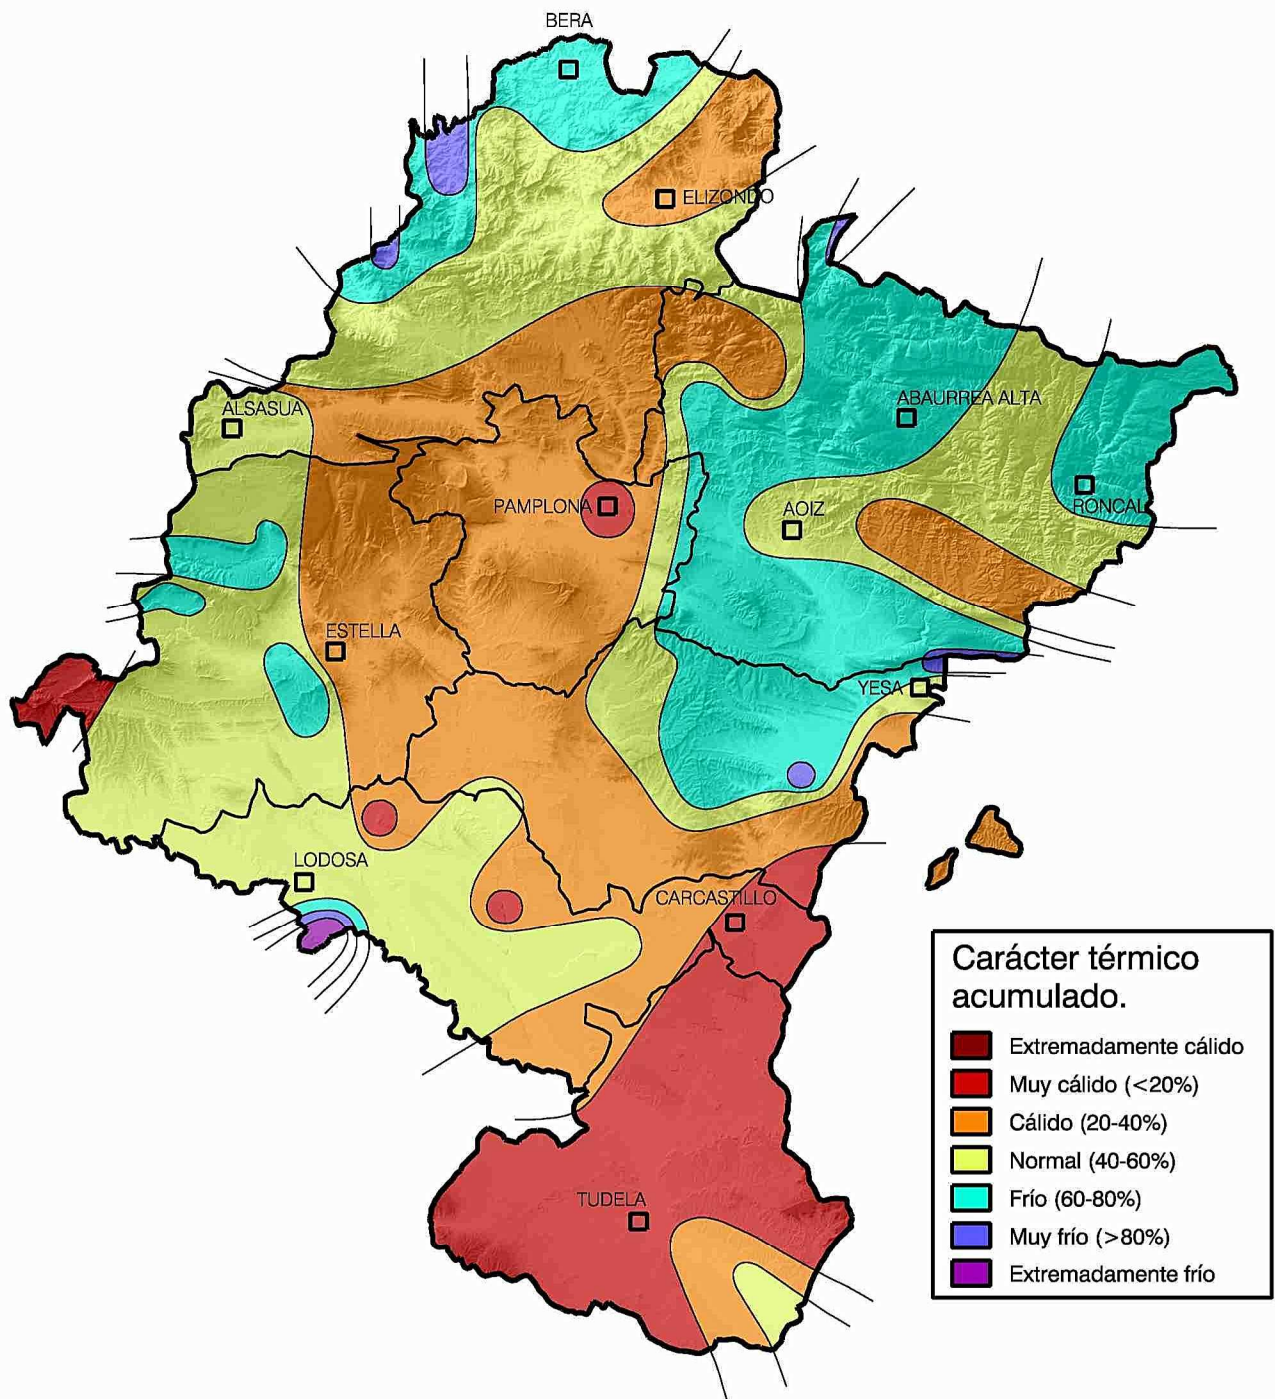 BERA
ELIZONDO
ALSASUA
ABAURREA ALTA
PAMPLONA
AOIZ
RONCAL
ESTELLA
YESA
LODOSA
CARCASTILLO
TUDELA
Carácter térmico
acumulado.
Extremadamente cálido
Muy cálido (<20%)
Cálido (20-40%)
Normal (40-60%)
Frío (60-80%)
Muy frío (>80%)
Extremadamente frío